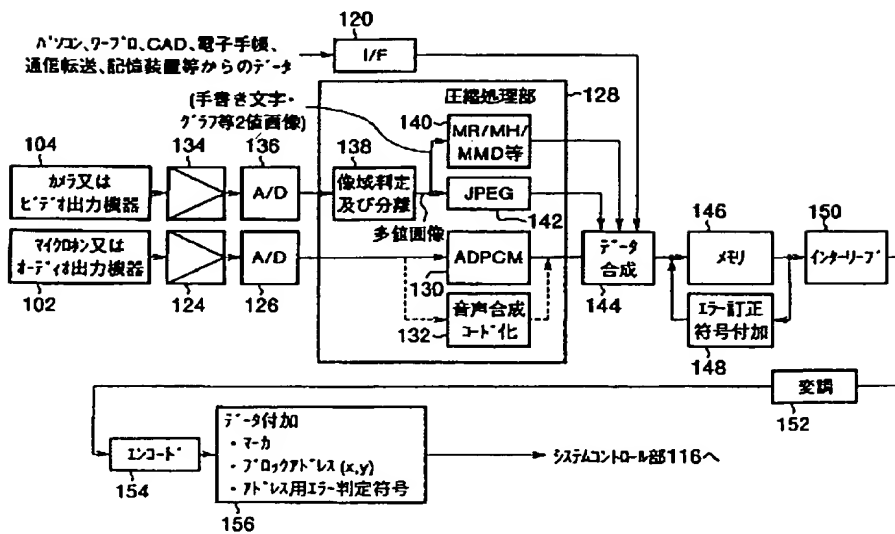 120
パソコン、ワープロ、CAD、電子手帳、
通信転送、記憶装置等からのデータ
I/F
(手書き文字・
グラフ等2値画像)
圧縮処理部
128
104
134
136
138
140
MR/MH/
MMD等
カメラ又は
ビデオ出力機器
A/D
像域判定
及び分離
JPEG
142
多値画像
146
150
マイクロホン又は
オーディオ出力機器
A/D
ADPCM
130
データ
合成
144
メモリ
インターリーブ
102
124
126
音声合成
コード化
132
エラー訂正
符号付加
148
変調
152
データ付加
・マーカ
・ブロックアドレス(x,y)
・アドレス用エラー判定符号
エンコード
154
156
システムコントロール部116へ